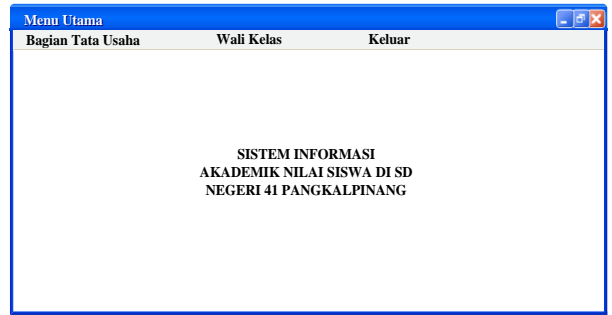 Menu Utama
Bagian Tata Usaha Wali Kelas Keluar
SISTEM INFORMASI
AKADEMIK NILAI SISWA DI SD
NEGERI 41 PANGKALPINANG